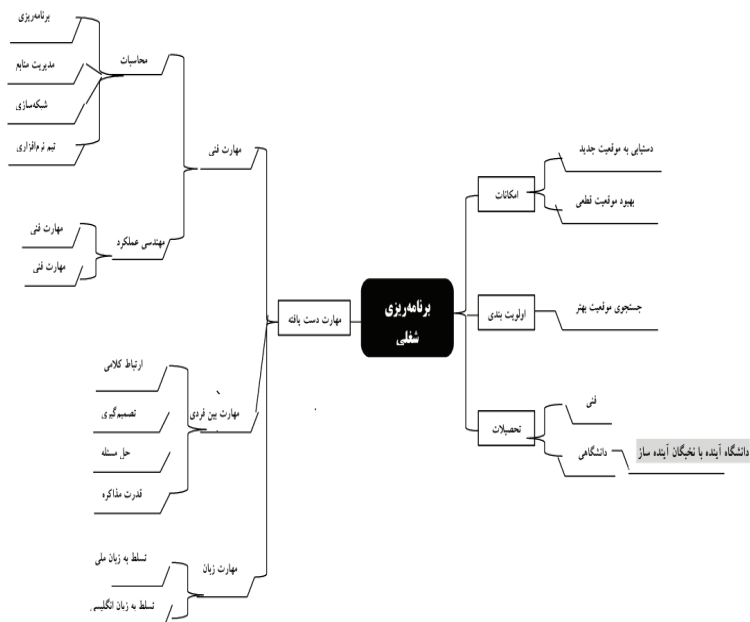 برنامه‌ریزی
شغلی
امکانات
دستیابی به موقعیت جدید
بهبود موقعیت قطعی
اولویت بندی
جستجوی موقعیت بهتر
تحصیلات
فنی
دانشگاهی
دانشگاه آینده با نخبگان آینده ساز
مهارت دست یافته
مهارت فنی
محاسبات
برنامه‌ریزی
مدیریت منابع
شبکه‌سازی
تیم نرم‌افزاری
مهندسی عملکرد
مهارت فنی
مهارت فنی
مهارت بین فردی
ارتباط کلامی
تصمیم‌گیری
حل مسئله
قدرت مذاکره
مهارت زبان
تسلط به زبان ملی
تسلط به زبان انگلیسی